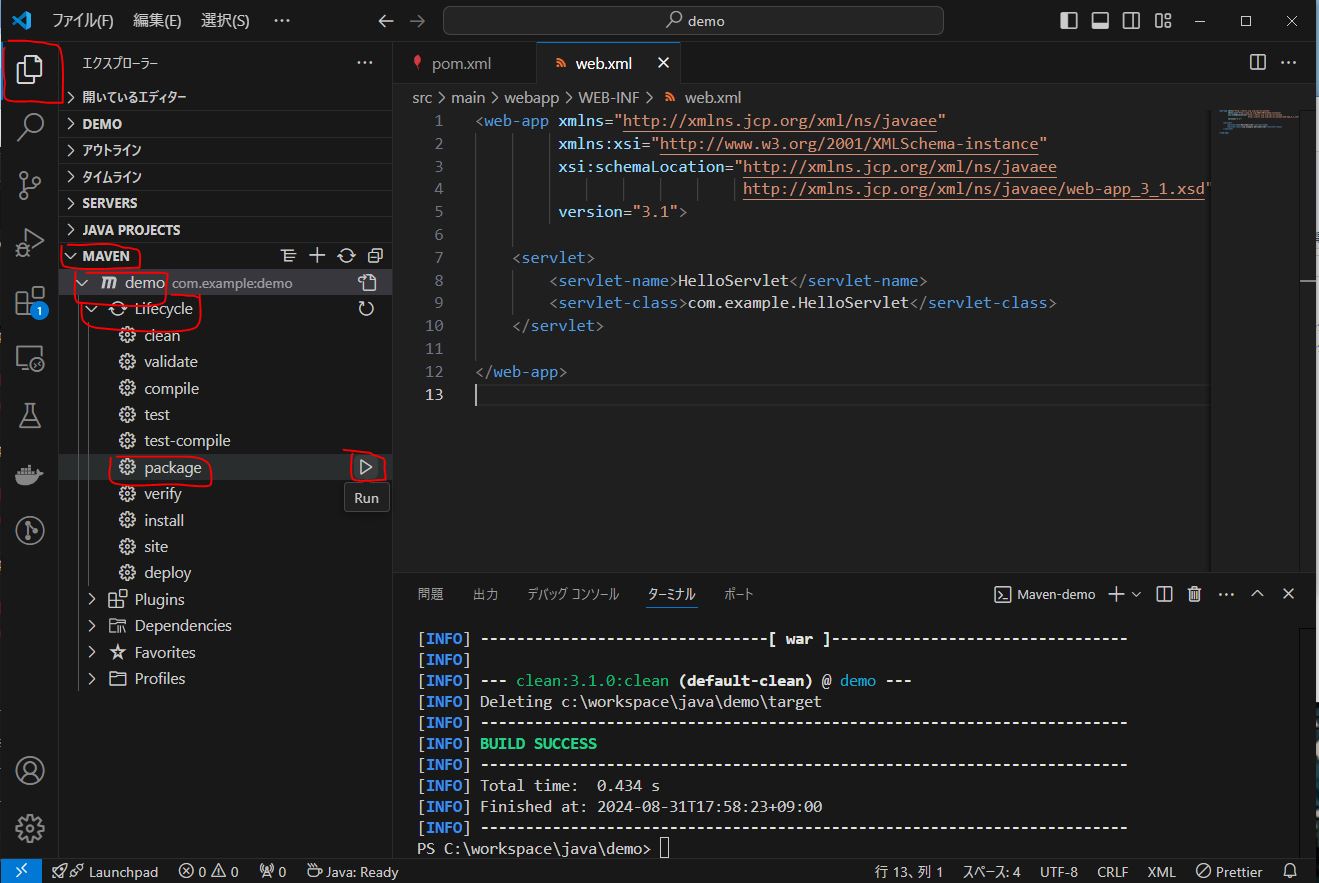 ファイル(F) 編集(E) 選択(S) ··· demo
エクスプローラー ···
開いているエディター
DEMO
アウトライン
タイムライン
SERVERS
JAVA PROJECTS
MAVEN
demo com.example:demo
Lifecycle
clean
validate
compile
test
test-compile
package
Run
verify
install
site
deploy
Plugins
Dependencies
Favorites
Profiles
1
pom.xml web.xml
src > main > webapp > WEB-INF > web.xml
1 <web-app xmlns="http://xmlns.jcp.org/xml/ns/javaee"
2 xmlns:xsi="http://www.w3.org/2001/XMLSchema-instance"
3 xsi:schemaLocation="http://xmlns.jcp.org/xml/ns/javaee
4 http://xmlns.jcp.org/xml/ns/javaee/web-app_3_1.xsd"
5 version="3.1">
6
7 <servlet>
8 <servlet-name>HelloServlet</servlet-name>
9 <servlet-class>com.example.HelloServlet</servlet-class>
10 </servlet>
11
12 </web-app>
13
問題 出力 デバッグ コンソール ターミナル ポート Maven-demo
[INFO] --------------------------------[ war ]---------------------------------
[INFO]
[INFO] --- clean:3.1.0:clean (default-clean) @ demo ---
[INFO] Deleting c:\workspace\java\demo\target
[INFO] ------------------------------------------------------------------------
[INFO] BUILD SUCCESS
[INFO] ------------------------------------------------------------------------
[INFO] Total time:  0.434 s
[INFO] Finished at: 2024-08-31T17:58:23+09:00
[INFO] ------------------------------------------------------------------------
PS C:\workspace\java\demo>
Launchpad 0 0 0 Java: Ready 行 13、列 1 スペース: 4 UTF-8 CRLF XML Prettier